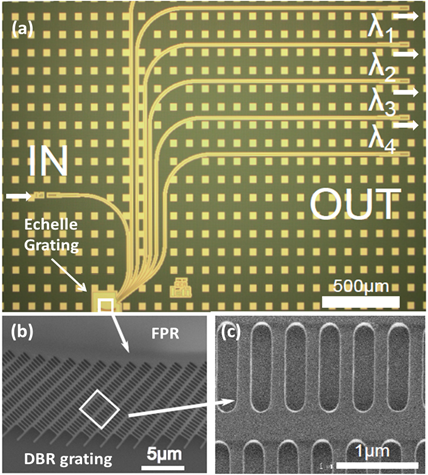 (a)
λ1
λ2
λ3
λ4
IN
OUT
Echelle
Grating
500μm
(b)
FPR
DBR grating
5μm
(c)
1μm